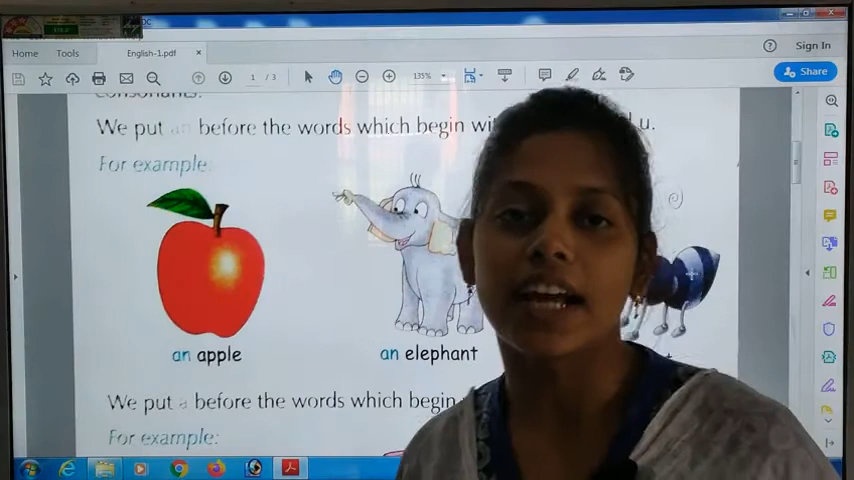 Home Tools English-1.pdf ×
? Sign In
1 / 3 135% Share
consonants.
We put an before the words which begin u.
For example:
an apple
an elephant
We put a before the words which begin
For example: